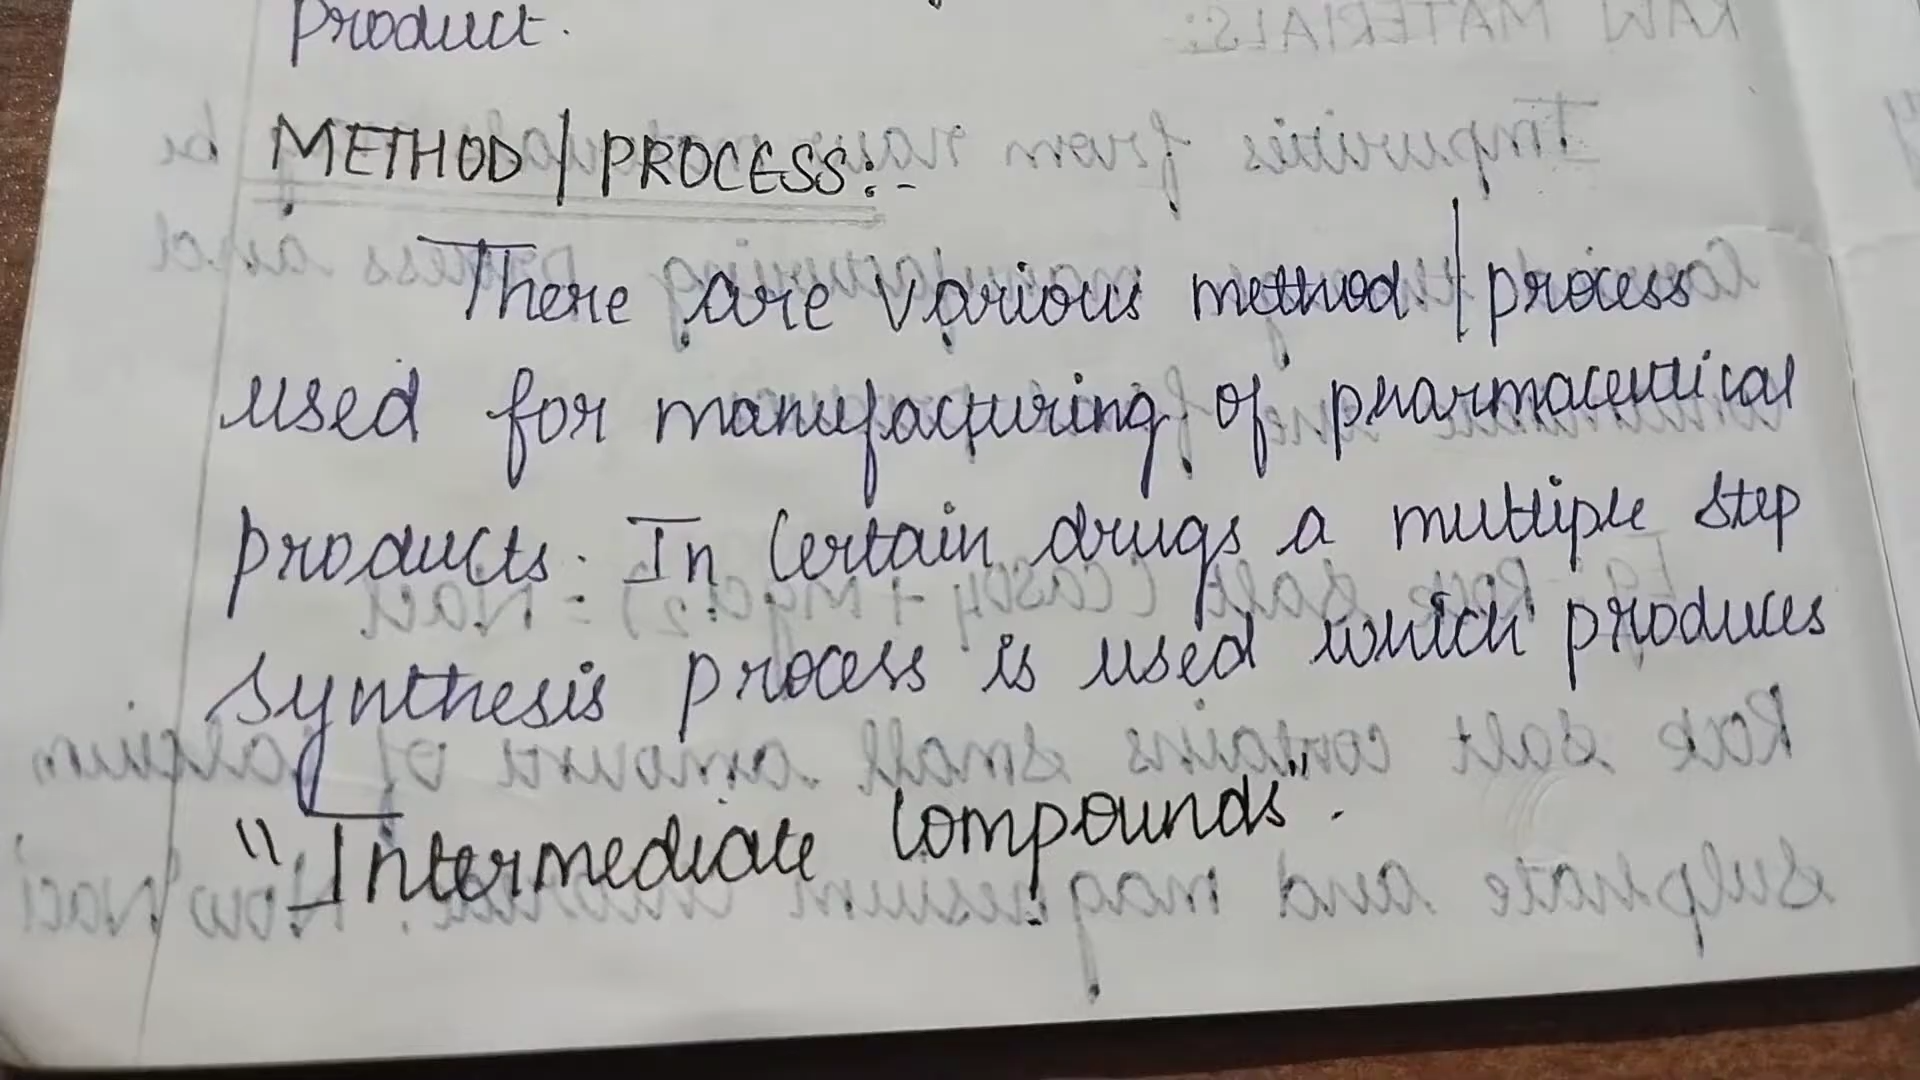 Product.
METHOD/PROCESS:-
There are various method/process
used for manufacturing of pharmaceutical
products. In certain drugs a multiple step
synthesis process is used which produces
"Intermediate compounds".